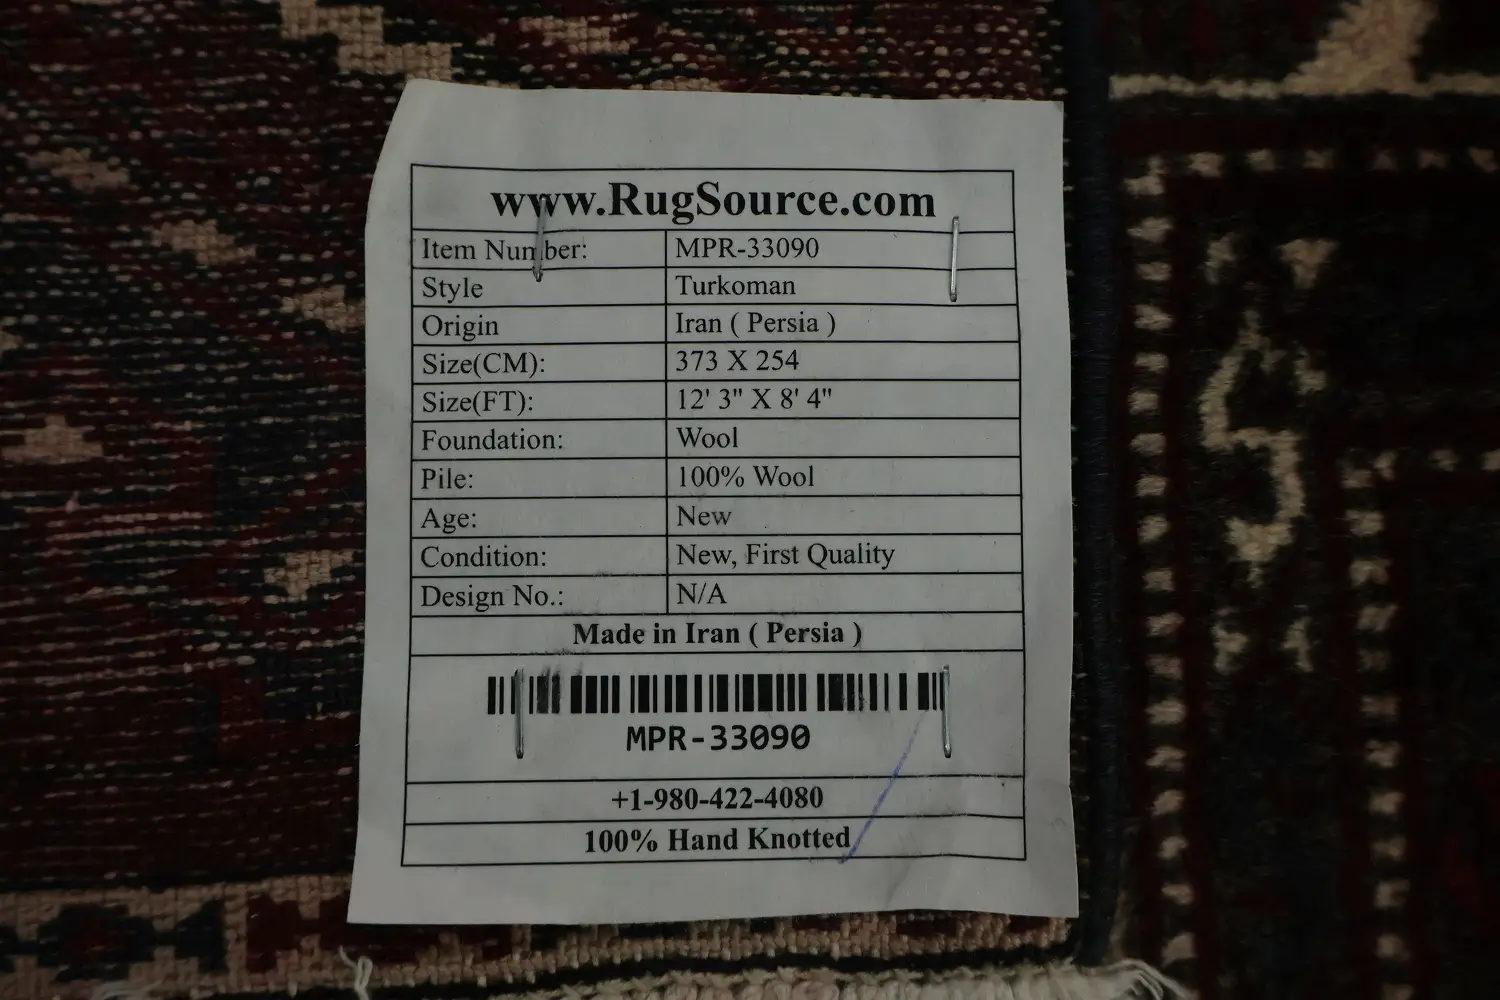 www.RugSource.com
Item Number: MPR-33090
Style Turkoman
Origin Iran ( Persia )
Size(CM): 373 X 254
Size(FT): 12' 3" X 8' 4"
Foundation: Wool
Pile: 100% Wool
Age: New
Condition: New, First Quality
Design No.: N/A
Made in Iran ( Persia )
MPR-33090
+1-980-422-4080
100% Hand Knotted